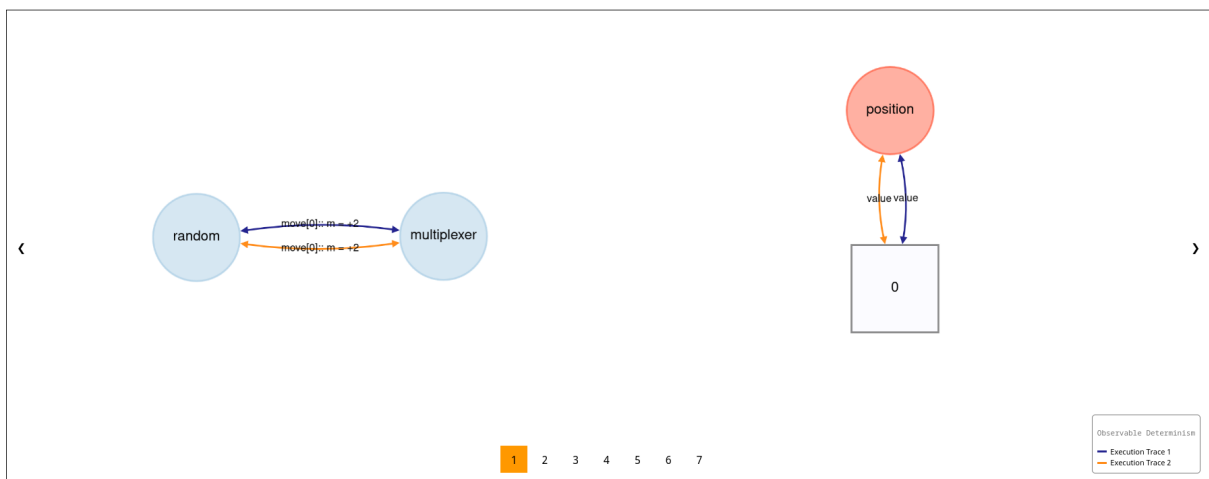 position
value value
move[0]:: m = +2
random
multiplexer
move[0]:: m = +2
❮
❯
0
Observable Determinism
Execution Trace 1
Execution Trace 2
1 2 3 4 5 6 7